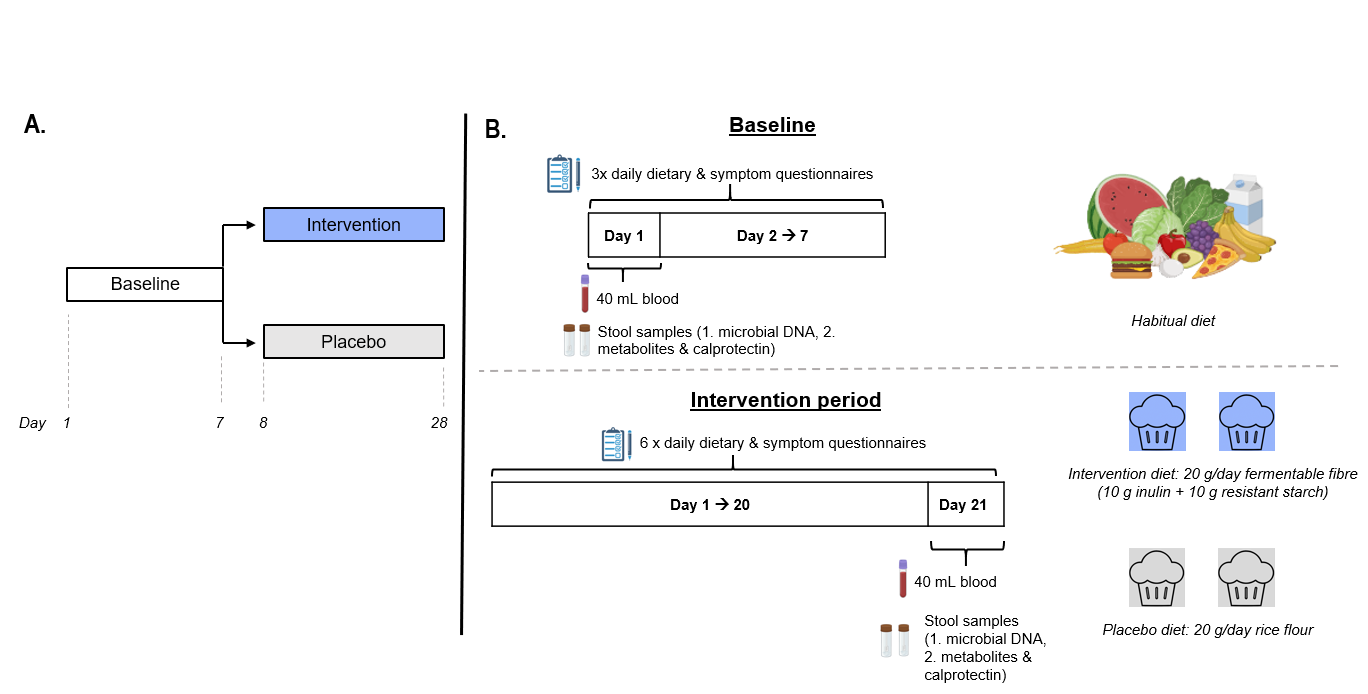 A.
Intervention
Baseline
Placebo
Day 1 7 8 28
B.
Baseline
3x daily dietary & symptom questionnaires
Day 1
Day 2 → 7
40 mL blood
Stool samples (1. microbial DNA, 2.
metabolites & calprotectin)
Habitual diet
Intervention period
6 x daily dietary & symptom questionnaires
Day 1 → 20
Day 21
40 mL blood
Stool samples
(1. microbial DNA,
2. metabolites &
calprotectin)
Intervention diet: 20 g/day fermentable fibre
(10 g inulin + 10 g resistant starch)
Placebo diet: 20 g/day rice flour